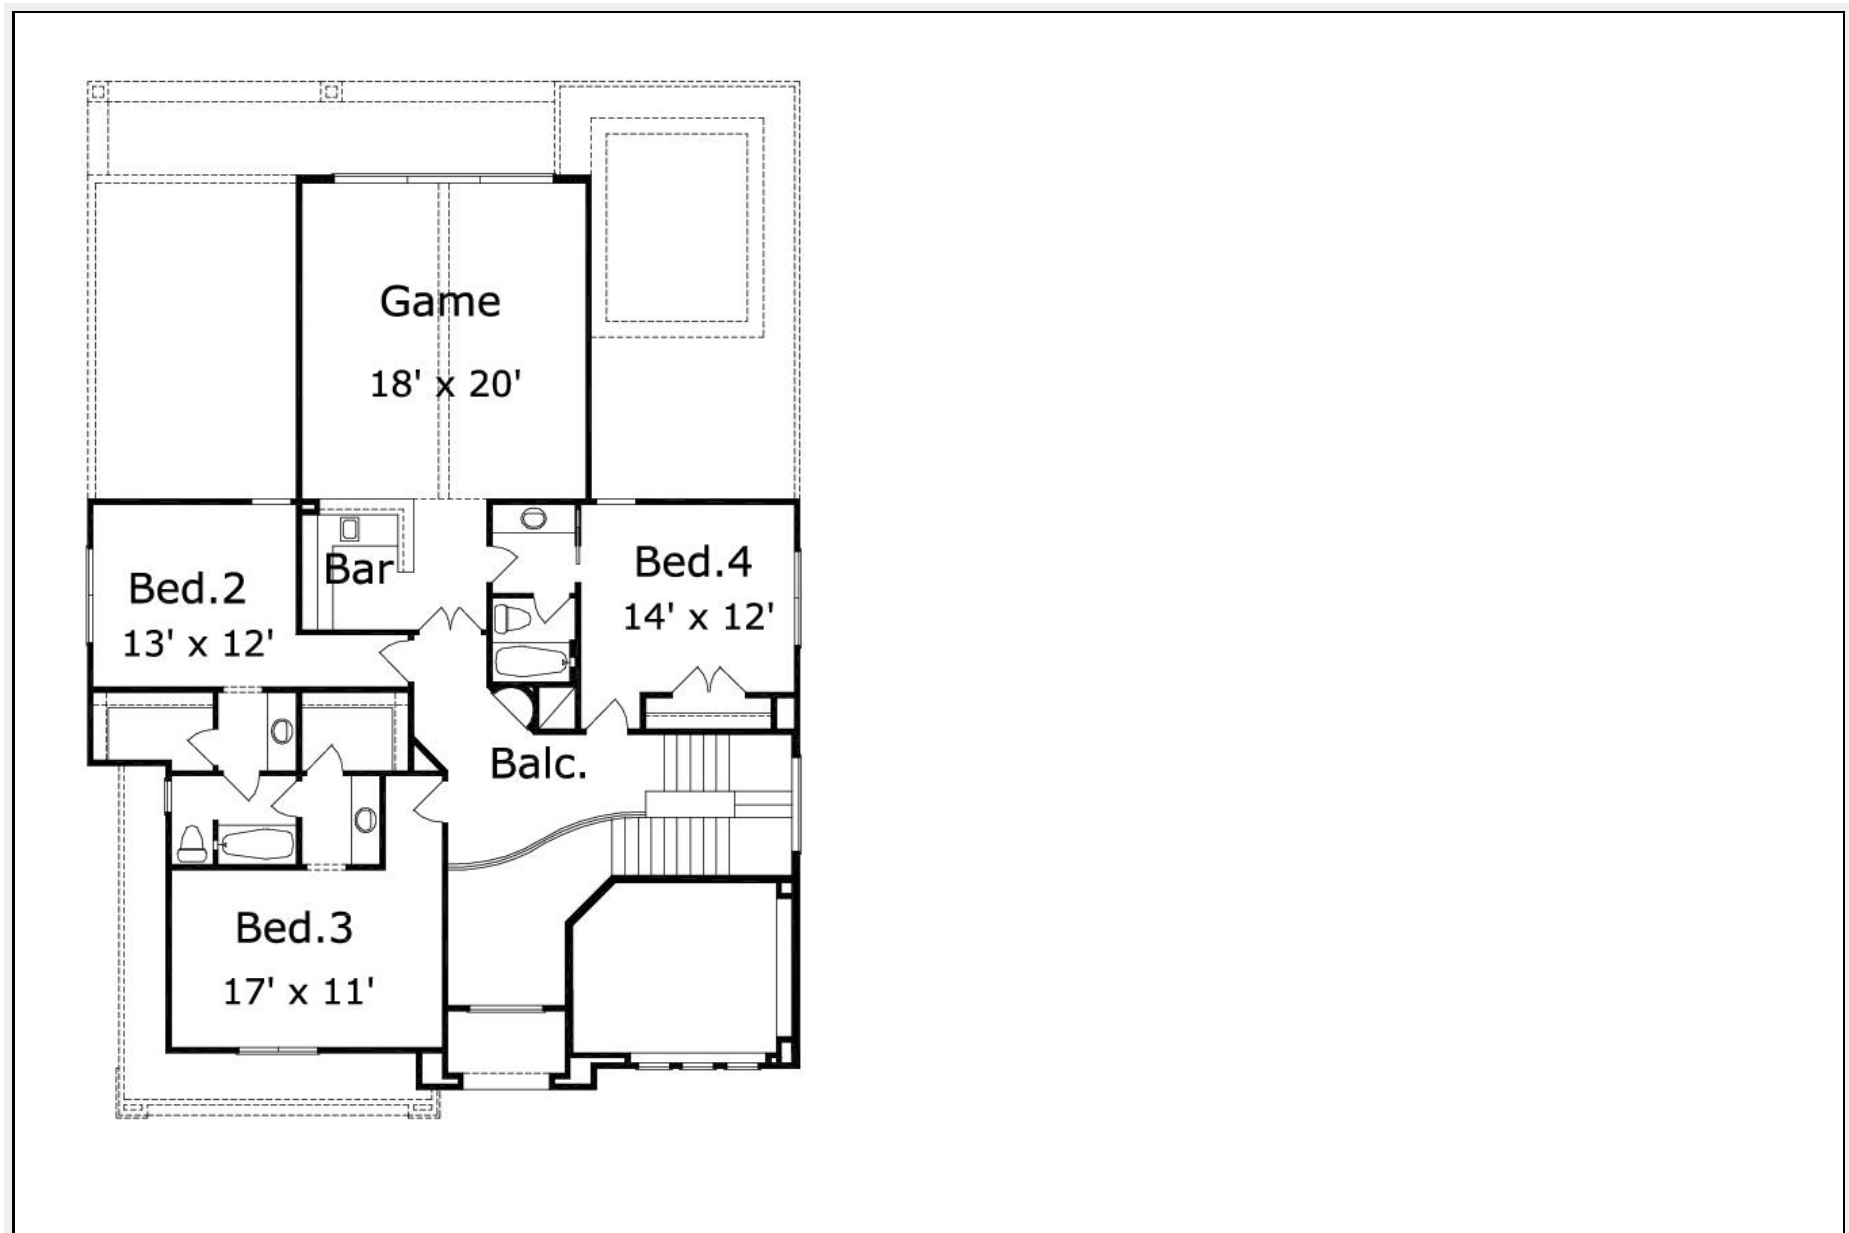 Game
18' x 20'
Bar
Bed.4
14' x 12'
Bed.2
13' x 12'
Balc.
Bed.3
17' x 11'